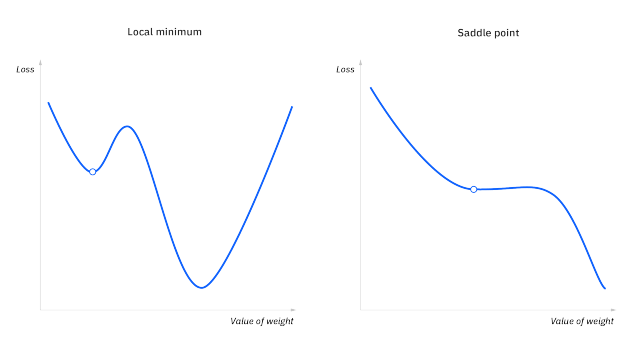 Local minimum
Saddle point
Loss
Loss
Value of weight
Value of weight